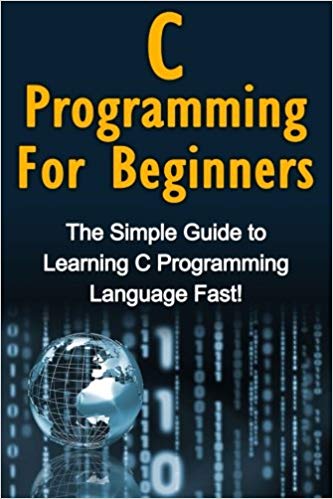 C
Programming
For Beginners
The Simple Guide to
Learning C Programming
Language Fast!